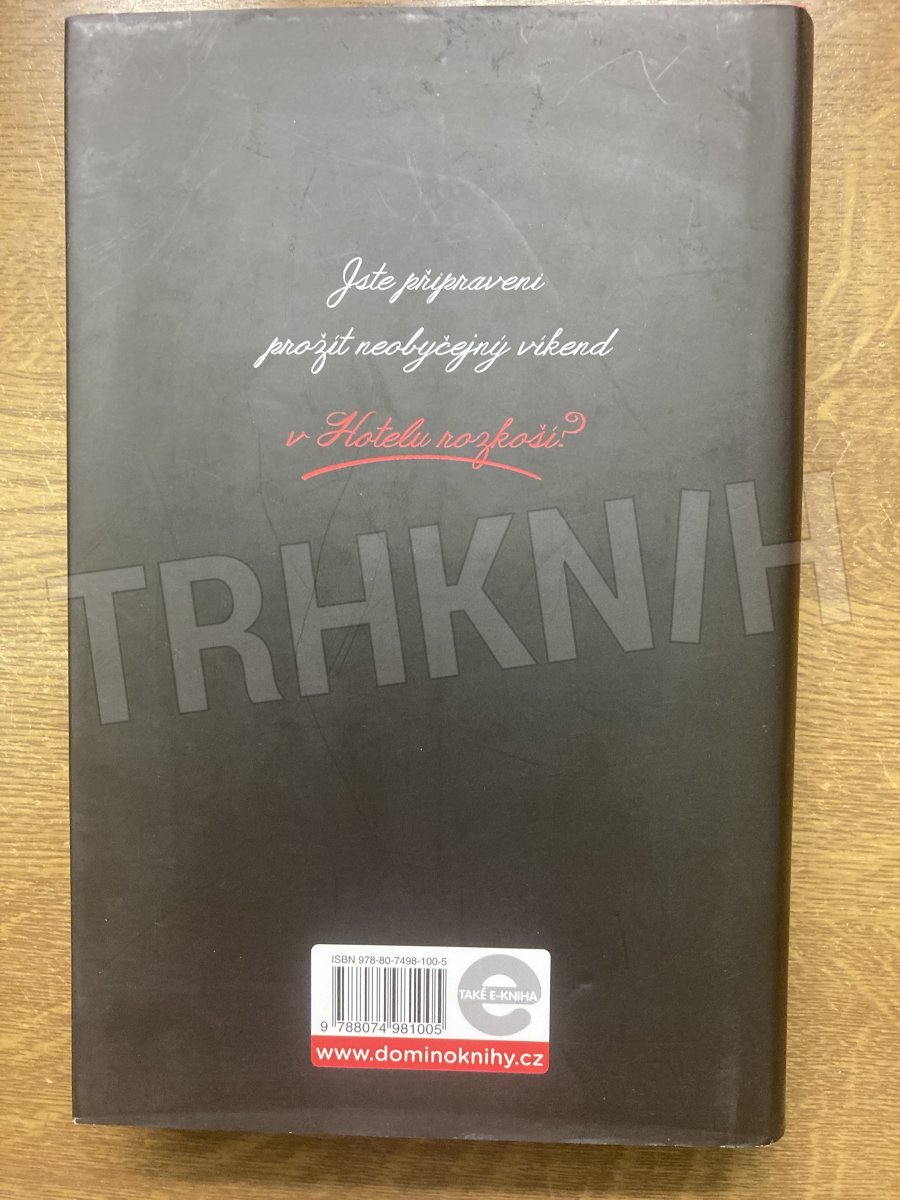 Jste připraveni
prožít neobyčejný víkend
v Hotelu rozkoší?
TRHKNIH
ISBN 978-80-7498-100-5
TAKÉ E-KNIHA
9 788074 981005
www.dominoknihy.cz